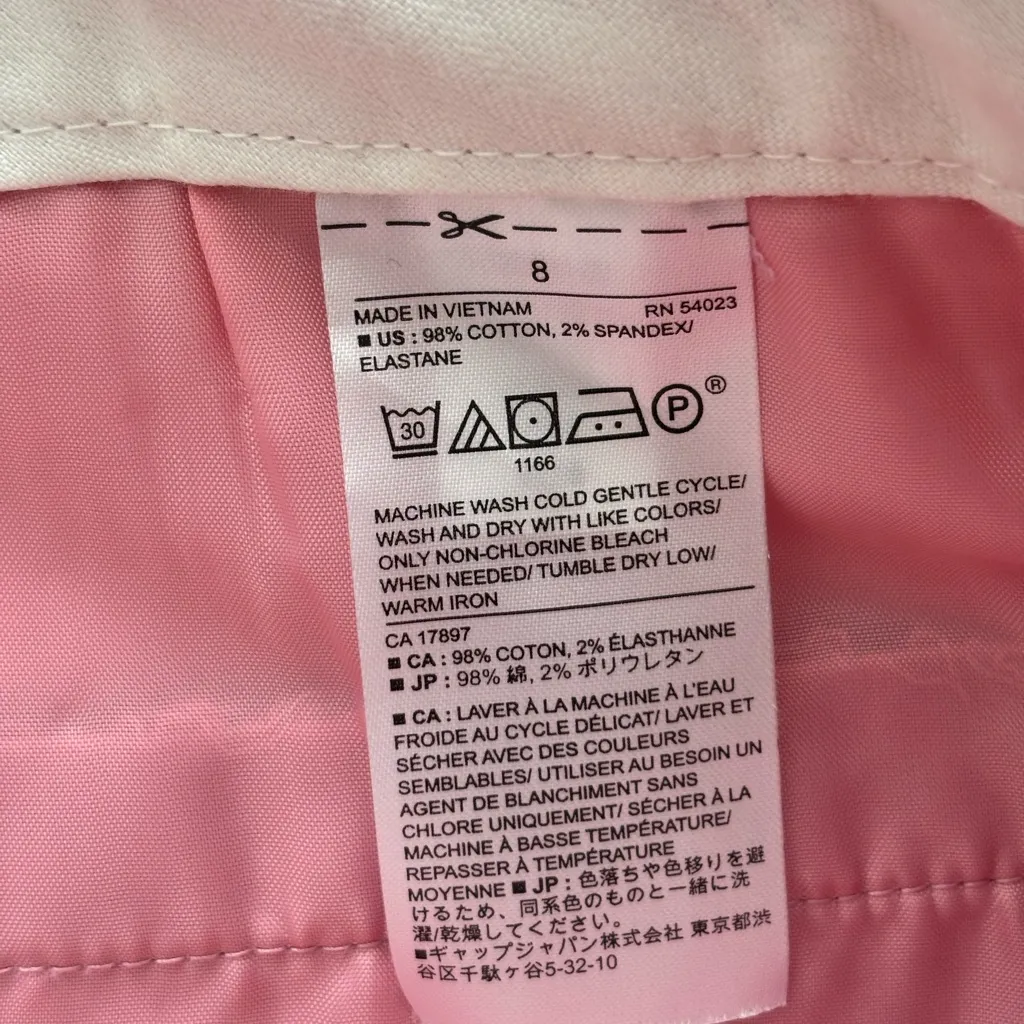 8
MADE IN VIETNAM RN 54023
■ US : 98% COTTON, 2% SPANDEX/
ELASTANE
30 P ®
1166
MACHINE WASH COLD GENTLE CYCLE/
WASH AND DRY WITH LIKE COLORS/
ONLY NON-CHLORINE BLEACH
WHEN NEEDED/ TUMBLE DRY LOW/
WARM IRON
CA 17897
■ CA : 98% COTON, 2% ÉLASTHANNE
■ JP : 98% 綿, 2% ポリウレタン
■ CA : LAVER À LA MACHINE À L'EAU
FROIDE AU CYCLE DÉLICAT/ LAVER ET
SÉCHER AVEC DES COULEURS
SEMBLABLES/ UTILISER AU BESOIN UN
AGENT DE BLANCHIMENT SANS
CHLORE UNIQUEMENT/ SÉCHER À LA
MACHINE À BASSE TEMPÉRATURE/
REPASSER À TEMPÉRATURE
MOYENNE ■ JP : 色落ちや色移りを避
けるため、同系色のものと一緒に洗
濯/乾燥してください。
■ギャップジャパン株式会社 東京都渋
谷区千駄ヶ谷5-32-10